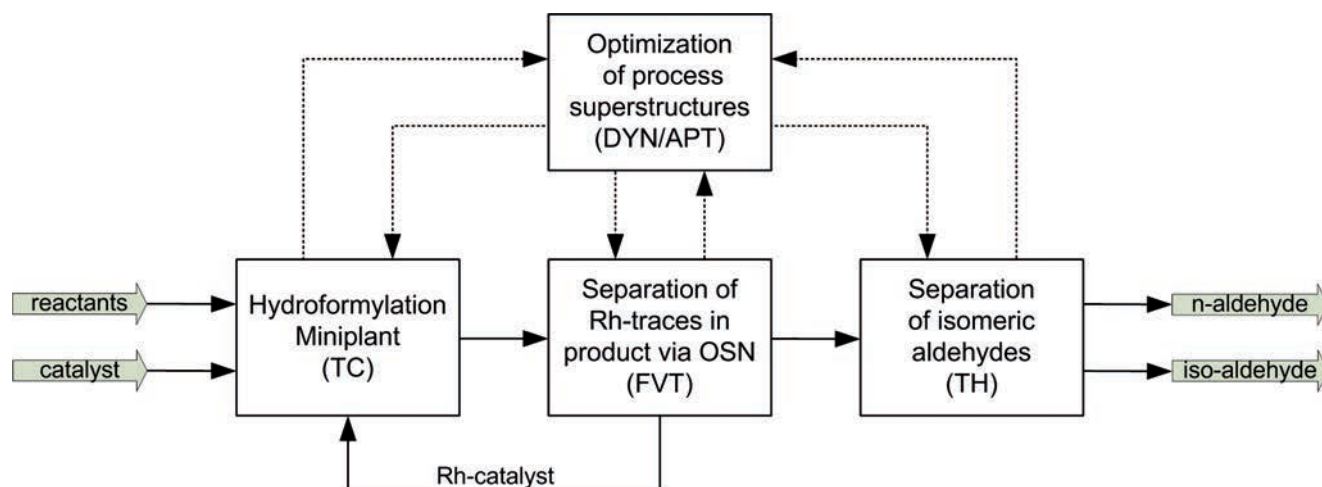 Optimization
of process
superstructures
(DYN/APT)
reactants
catalyst
Hydroformylation
Miniplant
(TC)
Separation of
Rh-traces in
product via OSN
(FVT)
Separation
of isomeric
aldehydes
(TH)
n-aldehyde
iso-aldehyde
Rh-catalyst